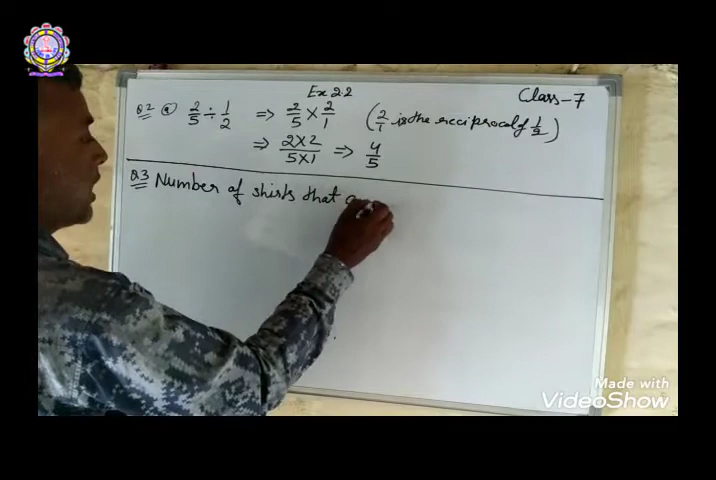 Ex 2.2
Class-7
Q2 (a) 2/5 ÷ 1/2 => 2/5 × 2/1 (2/1 is the reciprocal of 1/2)
=> 2×2/5×1 => 4/5
Q3 Number of shirts that
Made with
VideoShow